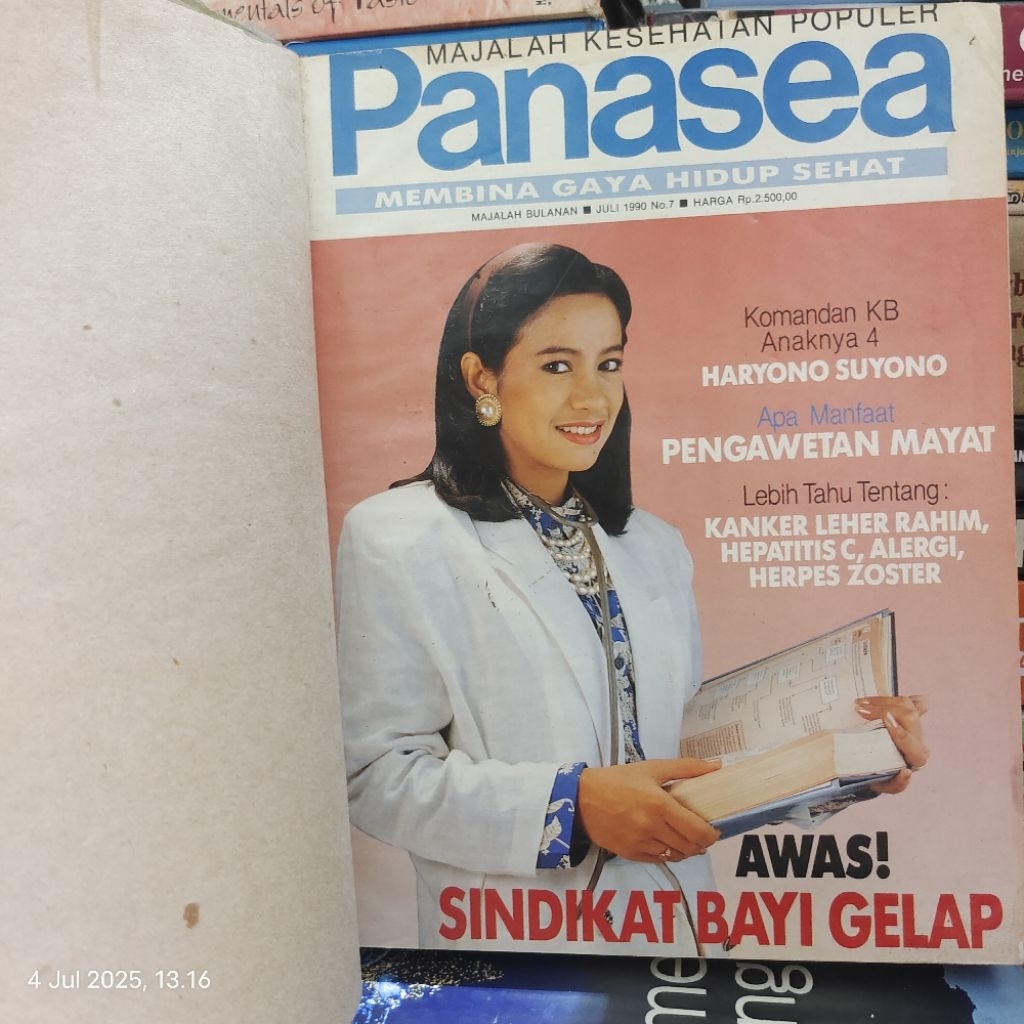 mentals of
MAJALAH KESEHATAN POPULER
Panasea
MEMBINA GAYA HIDUP SEHAT
MAJALAH BULANAN ■ JULI 1990 No.7 ■ HARGA Rp.2.500,00
Komandan KB
Anaknya 4
HARYONO SUYONO
Apa Manfaat
PENGAWETAN MAYAT
Lebih Tahu Tentang:
KANKER LEHER RAHIM,
HEPATITIS C, ALERGI,
HERPES ZOSTER
AWAS!
SINDIKAT BAYI GELAP
4 Jul 2025, 13.16